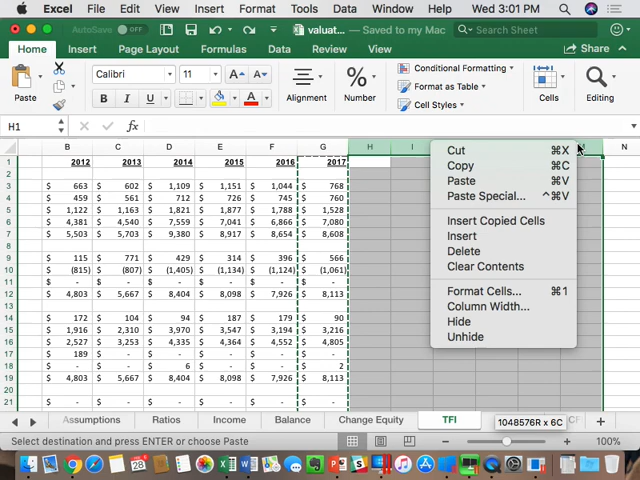 Excel File Edit View Insert Format Tools Data Window Help Wed 3:01 PM
AutoSave OFF valuat... — Saved to my Mac Search Sheet
Home Insert Page Layout Formulas Data Review View Share
Paste Calibri 11 A A Alignment % Number Conditional Formatting Format as Table Cell Styles Cells Editing
B I U A
H1 fx
B C D E F G H I M N
1 2012 2013 2014 2015 2016 2017
2
3 $ 663 $ 602 $ 1,109 $ 1,151 $ 1,044 $ 768
4 $ 459 $ 561 $ 712 $ 726 $ 745 $ 760
5 $ 1,122 $ 1,163 $ 1,821 $ 1,877 $ 1,788 $ 1,528
6 $ 4,381 $ 4,540 $ 7,559 $ 7,041 $ 6,866 $ 7,080
7 $ 5,503 $ 5,703 $ 9,380 $ 8,917 $ 8,654 $ 8,608
8
9 $ 115 $ 771 $ 429 $ 314 $ 396 $ 566
10 $ (815) $ (807) $ (1,405) $ (1,134) $ (1,124) $ (1,061)
11 $ - $ - $ - $ - $ - $ -
12 $ 4,803 $ 5,667 $ 8,404 $ 8,098 $ 7,926 $ 8,113
13
14 $ 172 $ 104 $ 94 $ 187 $ 179 $ 90
15 $ 1,916 $ 2,310 $ 3,970 $ 3,547 $ 3,194 $ 3,216
16 $ 2,527 $ 3,253 $ 4,335 $ 4,364 $ 4,552 $ 4,805
17 $ 189 $ - $ - $ - $ - $ -
18 $ - $ - $ 6 $ - $ - $ 2
19 $ 4,803 $ 5,667 $ 8,404 $ 8,098 $ 7,926 $ 8,113
20
21 $ - $ - $ - $ - $ - $ -
Cut ⌘X
Copy ⌘C
Paste ⌘V
Paste Special... ^⌘V
Insert Copied Cells
Insert
Delete
Clear Contents
Format Cells... ⌘1
Column Width...
Hide
Unhide
Assumptions Ratios Income Balance Change Equity TFI 1048576R x 6C CF
Select destination and press ENTER or choose Paste 100%